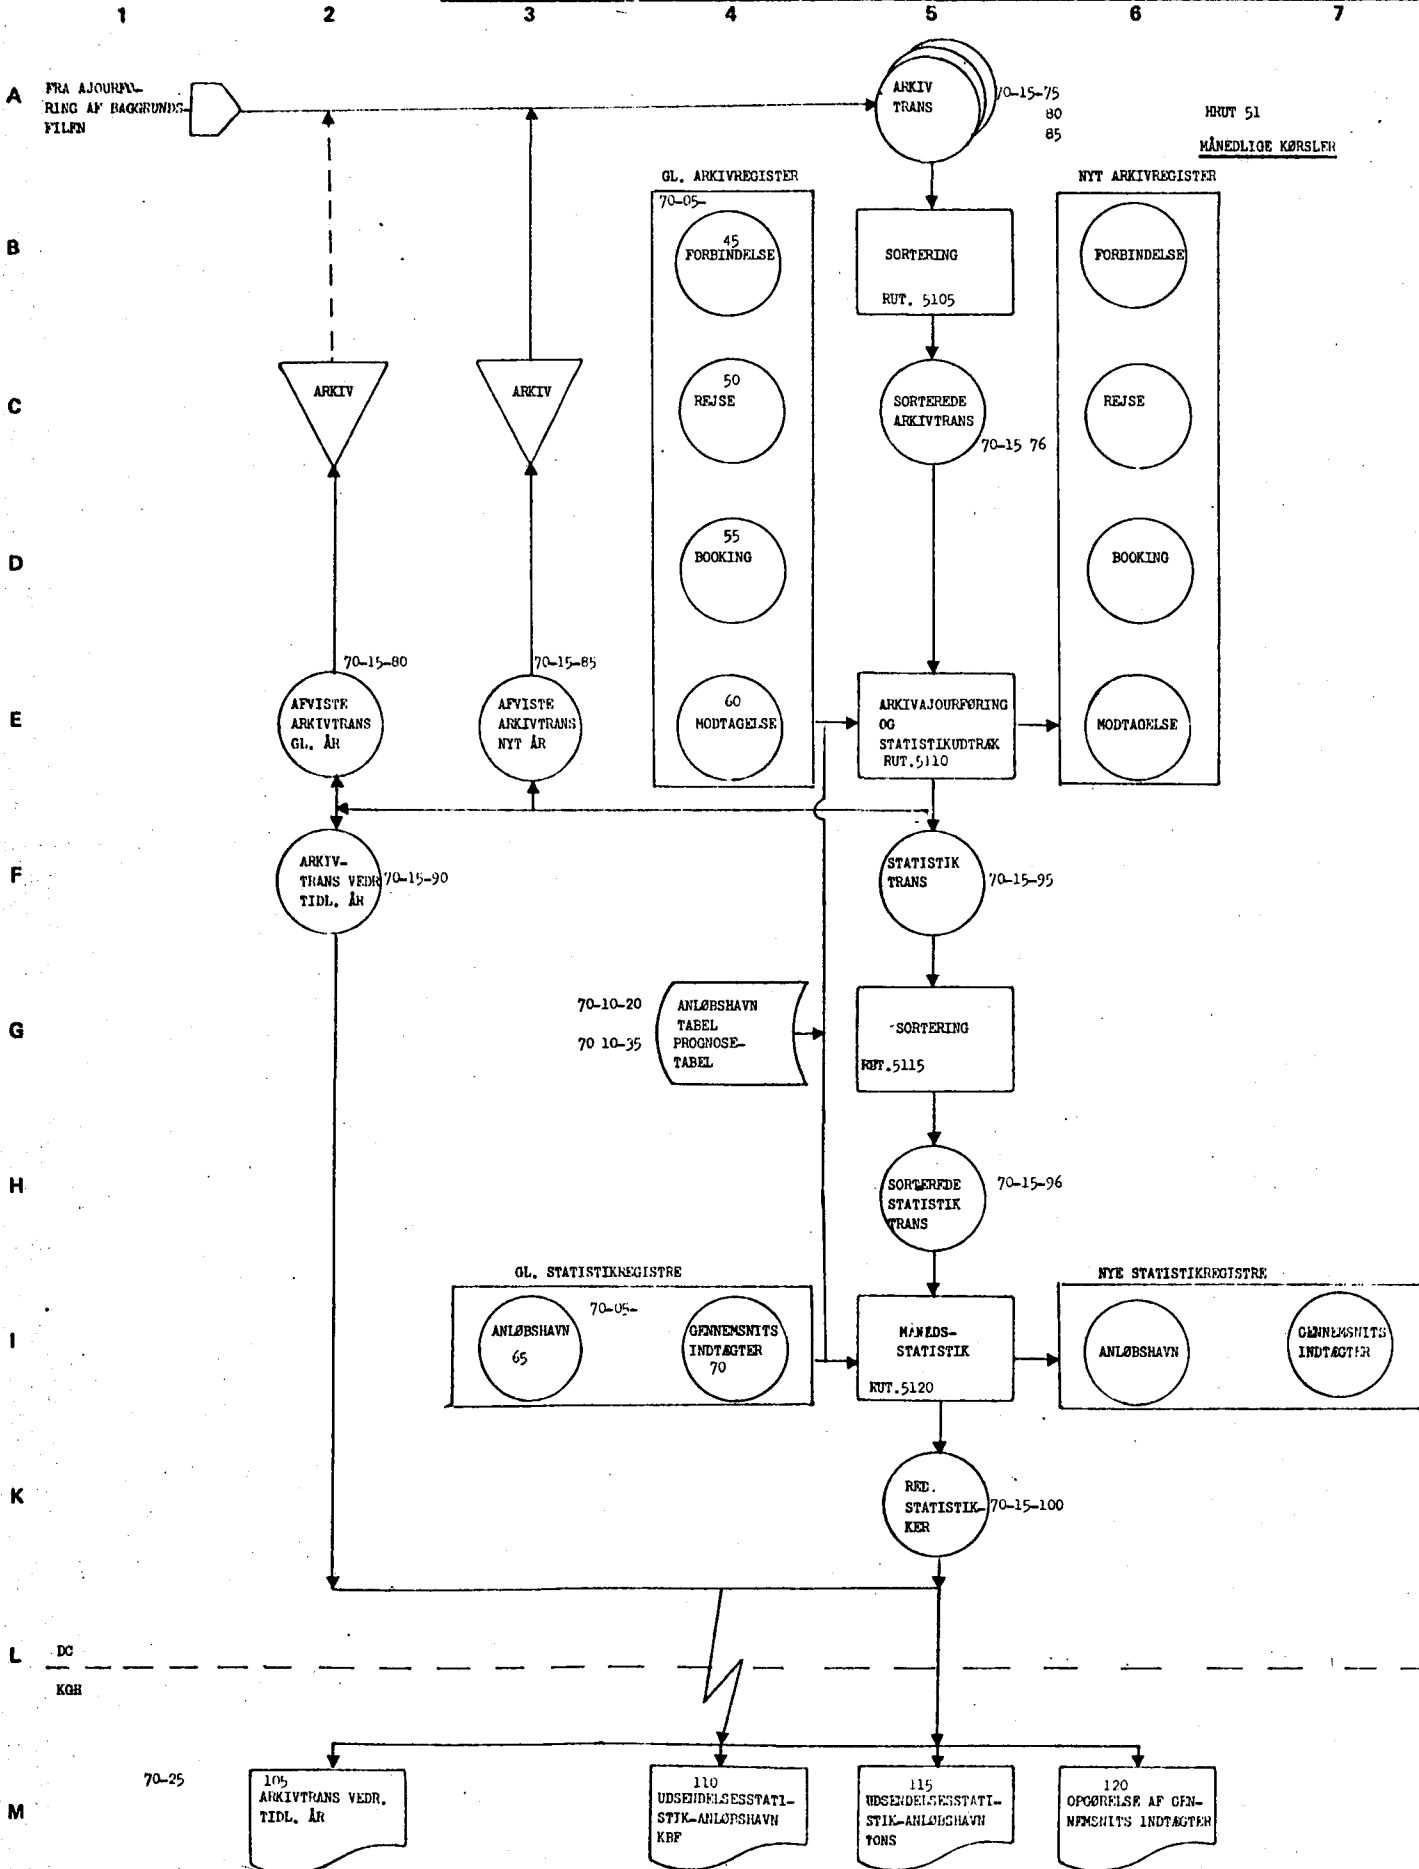 1 2 3 4 5 6 7
A
FRA AJOURFØ-
RING AF BAGGRUNDS-
FILEN
ARKIV
TRANS
70-15-75
80
85
HRUT 51
MÅNEDLIGE KØRSLER
GL. ARKIVREGISTER
NYT ARKIVREGISTER
70-05-
B
45
FORBINDELSE
SORTERING
RUT. 5105
FORBINDELSE
C
ARKIV
ARKIV
50
REJSE
SORTEREDE
ARKIVTRANS
70-15 76
REJSE
D
55
BOOKING
BOOKING
E
70-15-80
AFVISTE
ARKIVTRANS
GL. ÅR
70-15-85
AFVISTE
ARKIVTRANS
NYT ÅR
60
MODTAGELSE
ARKIVAJOURFØRING
OG
STATISTIKUDTRÆK
RUT.5110
MODTAGELSE
F
ARKIV-
TRANS VEDR
TIDL. ÅR
70-15-90
STATISTIK
TRANS
70-15-95
G
70-10-20
70 10-35
ANLØBSHAVN
TABEL
PROGNOSE-
TABEL
SORTERING
RUT.5115
H
SORTEREDE
STATISTIK
TRANS
70-15-96
GL. STATISTIKREGISTRE
NYE STATISTIKREGISTRE
I
ANLØBSHAVN
65
70-05-
GENNEMSNITS
INDTÆGTER
70
MÅNEDS-
STATISTIK
RUT.5120
ANLØBSHAVN
GENNEMSNITS
INDTÆGTER
K
RED.
STATISTIK-
KER
70-15-100
L
DC
KGH
M
70-25
105
ARKIVTRANS VEDR.
TIDL. ÅR
110
UDSENDELSESSTATI-
STIK-ANLØBSHAVN
KBF
115
UDSENDELSESSTATI-
STIK-ANLØBSHAVN
TONS
120
OPGØRELSE AF GEN-
NEMSNITS INDTÆGTER